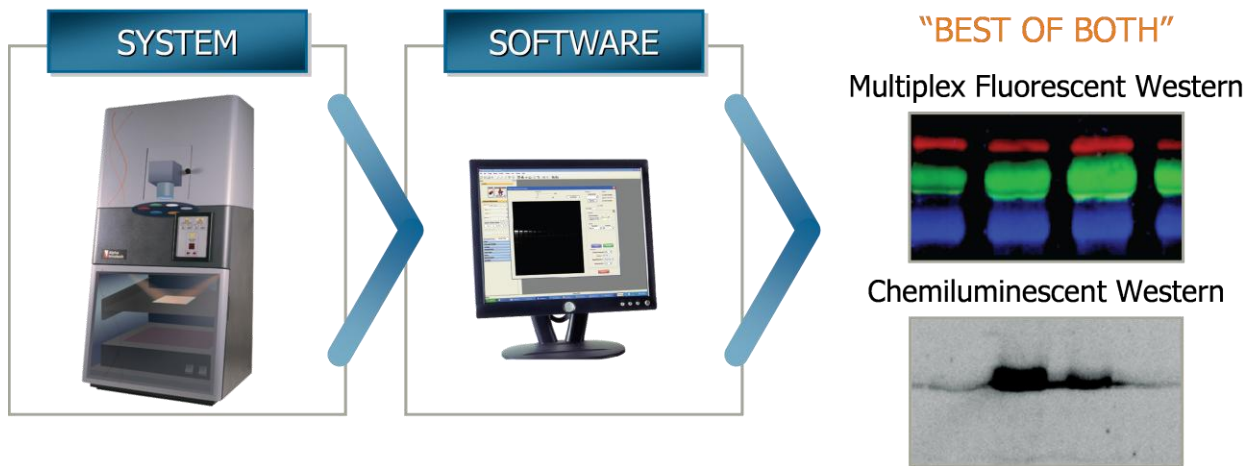 SYSTEM
SOFTWARE
“BEST OF BOTH”
Multiplex Fluorescent Western
Chemiluminescent Western